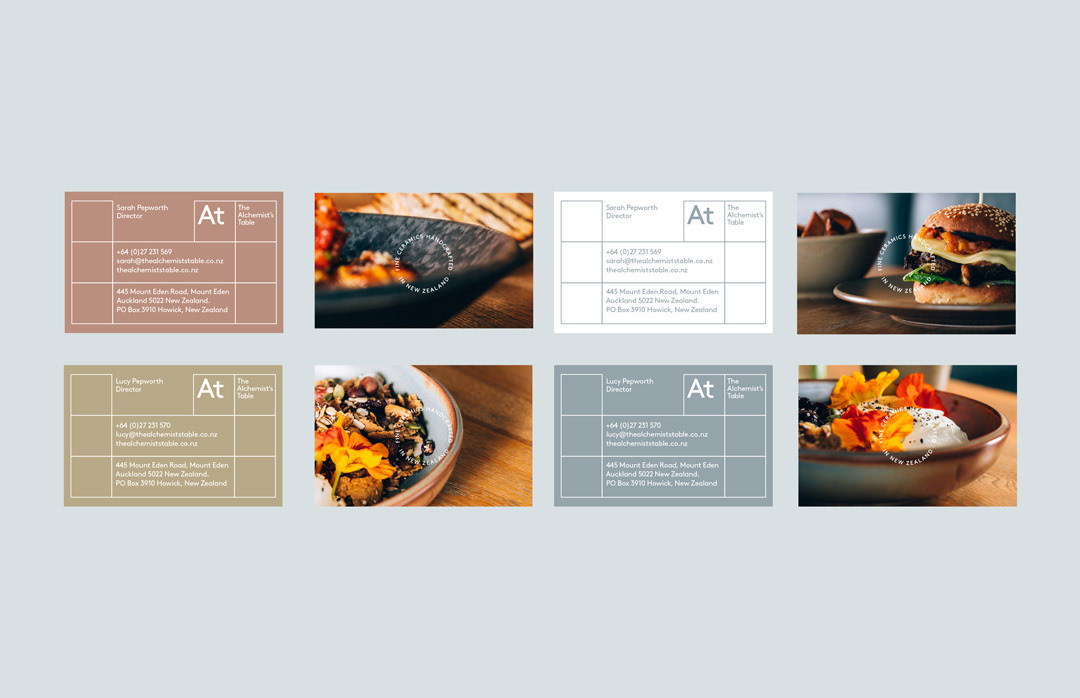 Sarah Pepworth
Director
At
The
Alchemist's
Table
+64 (0)27 231 569
sarah@thealchemiststable.co.nz
thealchemiststable.co.nz
445 Mount Eden Road, Mount Eden
Auckland 5022 New Zealand.
PO Box 3910 Howick, New Zealand
FINE CERAMICS HANDCRAFTED
IN NEW ZEALAND
Sarah Pepworth
Director
At
The
Alchemist's
Table
+64 (0)27 231 569
sarah@thealchemiststable.co.nz
thealchemiststable.co.nz
445 Mount Eden Road, Mount Eden
Auckland 5022 New Zealand.
PO Box 3910 Howick, New Zealand
FINE CERAMICS HANDCRAFTED
IN NEW ZEALAND
Lucy Pepworth
Director
At
The
Alchemist's
Table
+64 (0)27 231 570
lucy@thealchemiststable.co.nz
thealchemiststable.co.nz
445 Mount Eden Road, Mount Eden
Auckland 5022 New Zealand.
PO Box 3910 Howick, New Zealand
FINE CERAMICS HANDCRAFTED
IN NEW ZEALAND
Lucy Pepworth
Director
At
The
Alchemist's
Table
+64 (0)27 231 570
lucy@thealchemiststable.co.nz
thealchemiststable.co.nz
445 Mount Eden Road, Mount Eden
Auckland 5022 New Zealand.
PO Box 3910 Howick, New Zealand
FINE CERAMICS HANDCRAFTED
IN NEW ZEALAND